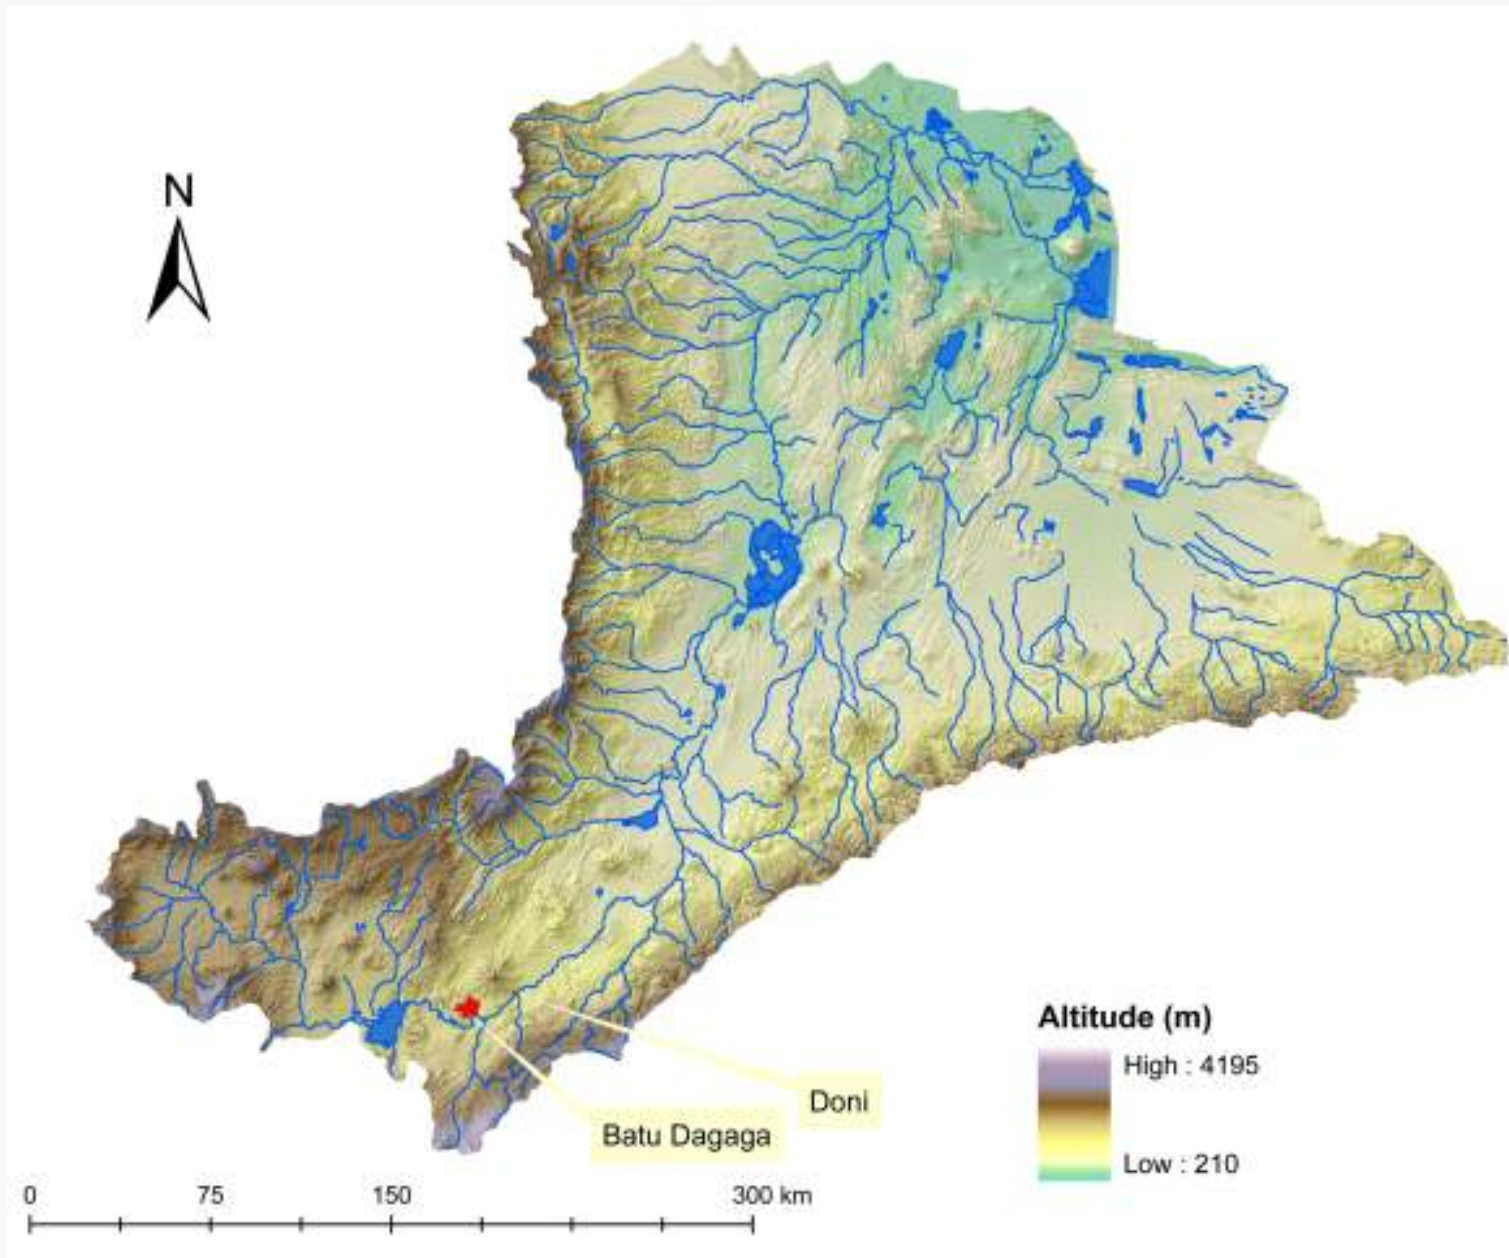 N
Doni
Batu Dagaga
Altitude (m)
High : 4195
Low : 210
0 75 150 300 km